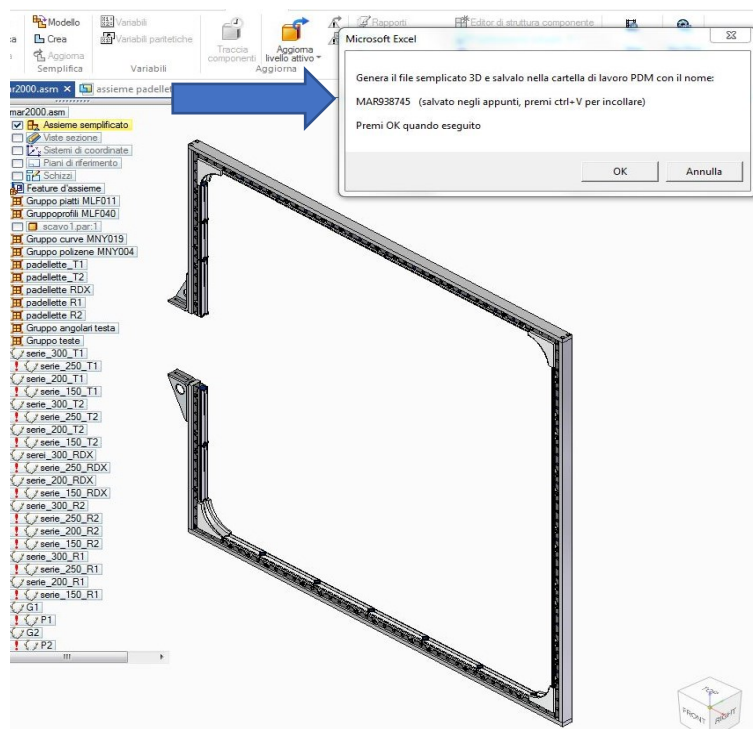 Modello
Variabili
Rapporti
Editor di struttura componente
Crea
Variabili paritetiche
Aggiorna
Traccia
componenti
Aggiorna
livello attivo
Semplifica
Variabili
Aggiorna
Microsoft Excel
Genera il file semplicato 3D e salvalo nella cartella di lavoro PDM con il nome:
MAR938745 (salvato negli appunti, premi ctrl+V per incollare)
Premi OK quando eseguito
OK
Annulla
ar2000.asm
assieme padellet
mar2000.asm
Assieme semplificato
Viste sezione
Sistemi di coordinate
Piani di riferimento
Schizzi
Feature d'assieme
Gruppo piatti MLF011
Gruppoprofili MLF040
scavo1.par:1
Gruppo curve MNY019
Gruppo polizene MNY004
padellette_T1
padellette_T2
padellette RDX
padellette R1
padellette R2
Gruppo angolari testa
Gruppo teste
serie_300_T1
serie_250_T1
serie_200_T1
serie_150_T1
serie_300_T2
serie_250_T2
serie_200_T2
serie_150_T2
serei_300_RDX
serie_250_RDX
serie_200_RDX
serie_150_RDX
serie_300_R2
serie_250_R2
serie_200_R2
serie_150_R2
serie_300_R1
serie_250_R1
serie_200_R1
serie_150_R1
G1
P1
G2
P2
TOP
FRONT
RIGHT